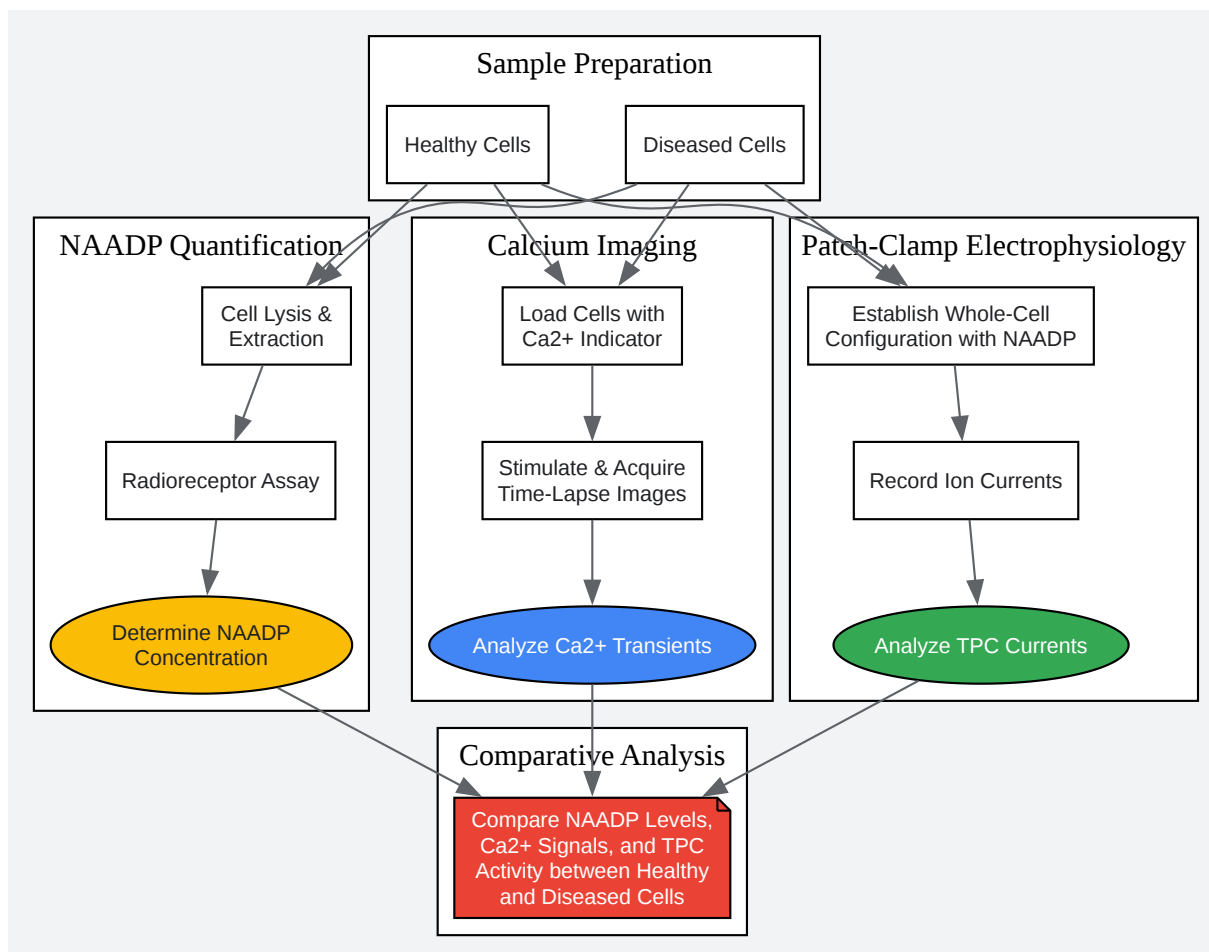 Sample Preparation
Healthy Cells
Diseased Cells
NAADP Quantification
Cell Lysis &
Extraction
Radioreceptor Assay
Determine NAADP
Concentration
Calcium Imaging
Load Cells with
Ca2+ Indicator
Stimulate & Acquire
Time-Lapse Images
Analyze Ca2+ Transients
Patch-Clamp Electrophysiology
Establish Whole-Cell
Configuration with NAADP
Record Ion Currents
Analyze TPC Currents
Comparative Analysis
Compare NAADP Levels,
Ca2+ Signals, and TPC
Activity between Healthy
and Diseased Cells